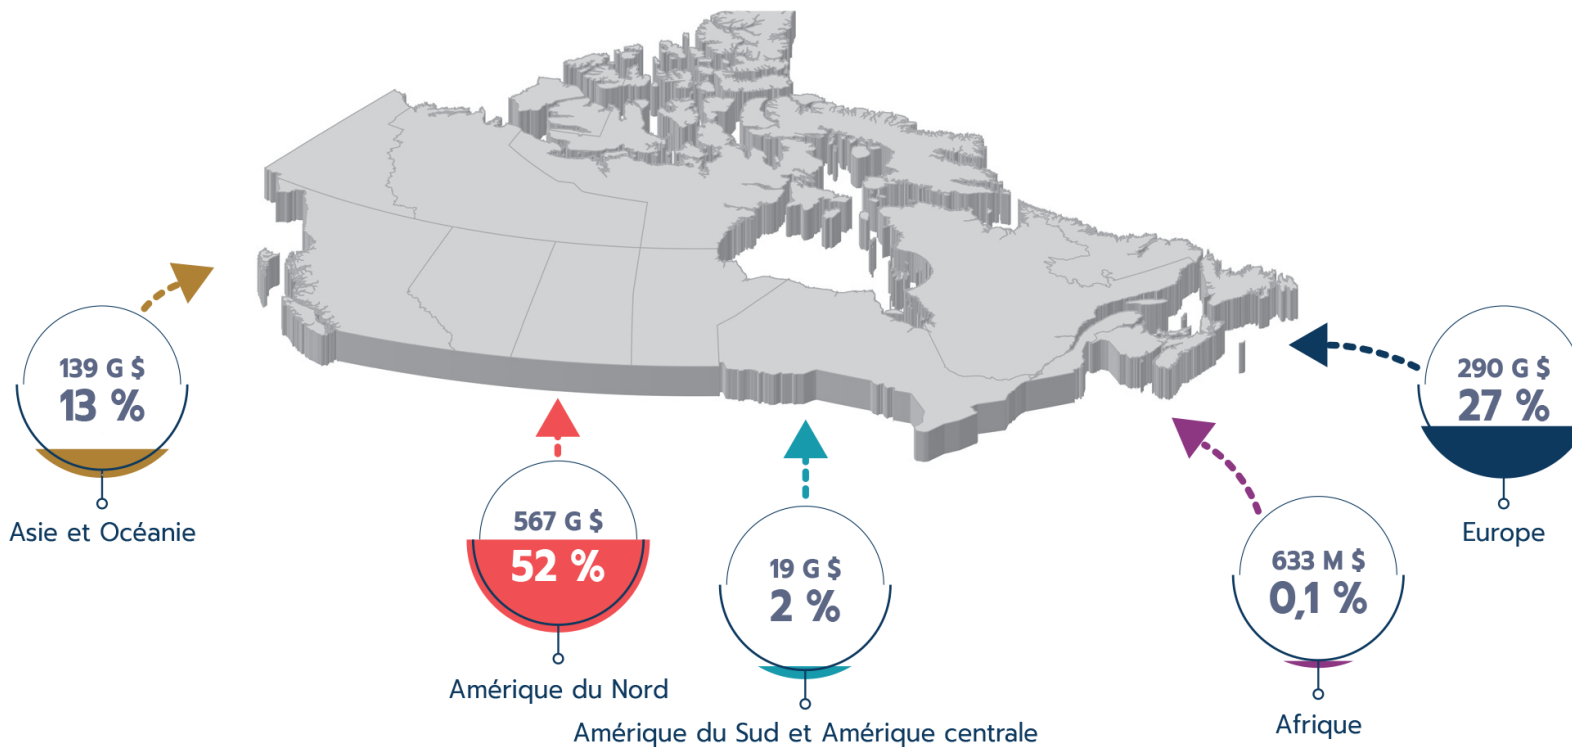 139 G $
13 %
Asie et Océanie
567 G $
52 %
Amérique du Nord
19 G $
2 %
Amérique du Sud et Amérique centrale
633 M $
0,1 %
Afrique
290 G $
27 %
Europe